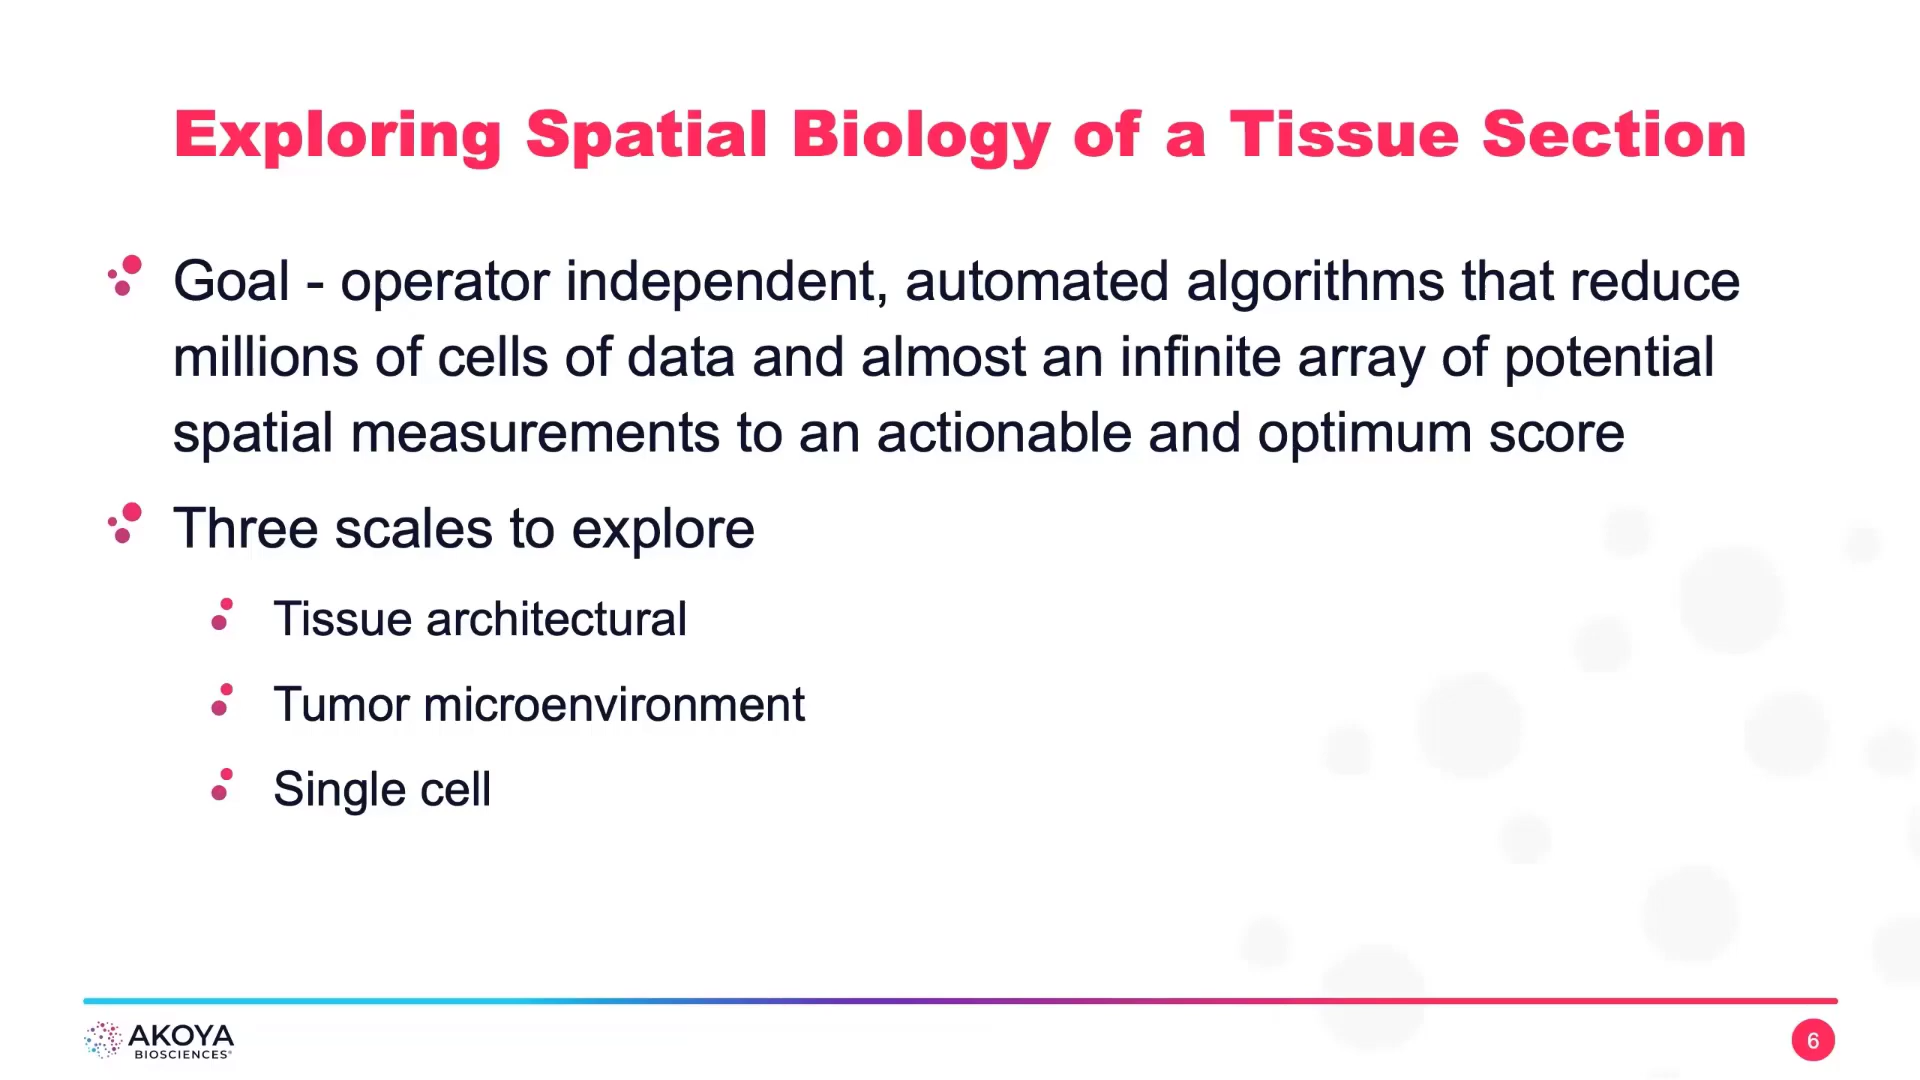 Exploring Spatial Biology of a Tissue Section
Goal - operator independent, automated algorithms that reduce
millions of cells of data and almost an infinite array of potential
spatial measurements to an actionable and optimum score
Three scales to explore
Tissue architectural
Tumor microenvironment
Single cell
AKOYA
BIOSCIENCES®
6